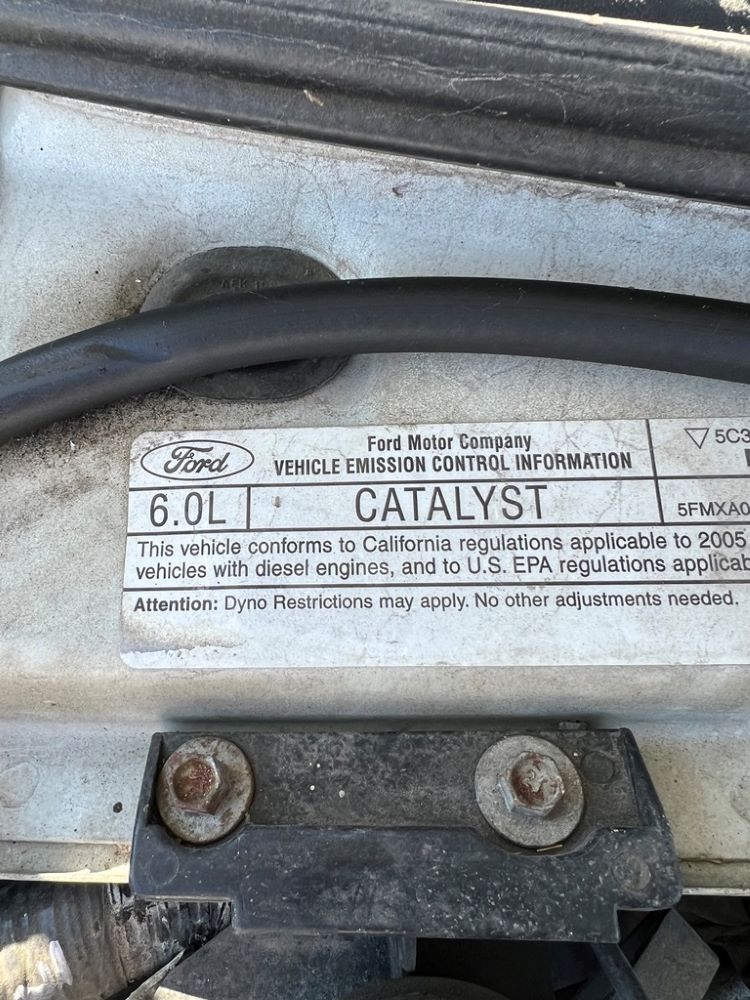 Ford
Ford Motor Company
VEHICLE EMISSION CONTROL INFORMATION
5C3
6.0L
CATALYST
5FMXA0
This vehicle conforms to California regulations applicable to 2005
vehicles with diesel engines, and to U.S. EPA regulations applicab
Attention: Dyno Restrictions may apply. No other adjustments needed.